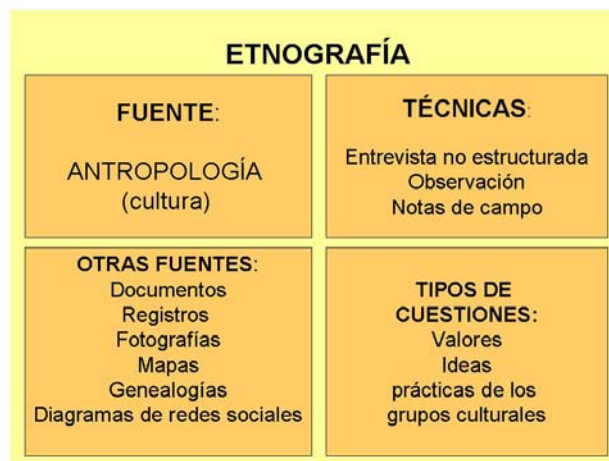 ETNOGRAFÍA
FUENTE:
ANTROPOLOGÍA
(cultura)
TÉCNICAS:
Entrevista no estructurada
Observación
Notas de campo
OTRAS FUENTES:
Documentos
Registros
Fotografías
Mapas
Genealogías
Diagramas de redes sociales
TIPOS DE
CUESTIONES:
Valores
Ideas
prácticas de los
grupos culturales